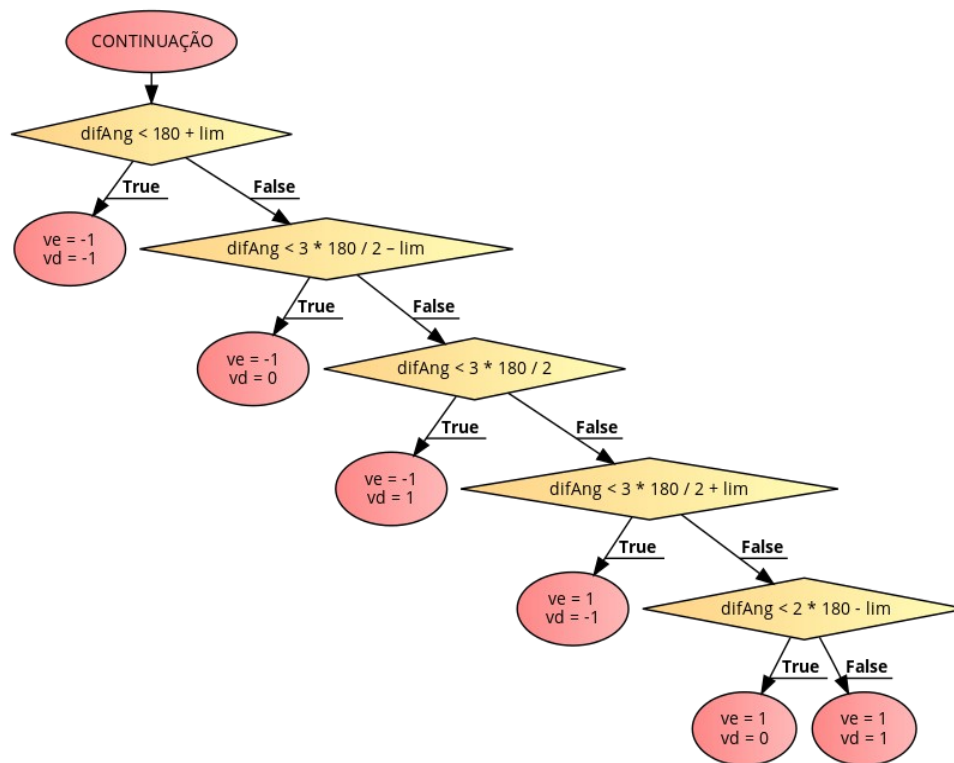 CONTINUAÇÃO
difAng < 180 + lim
True
False
ve = -1
vd = -1
difAng < 3 * 180 / 2 – lim
True
False
ve = -1
vd = 0
difAng < 3 * 180 / 2
True
False
ve = -1
vd = 1
difAng < 3 * 180 / 2 + lim
True
False
ve = 1
vd = -1
difAng < 2 * 180 - lim
True
False
ve = 1
vd = 0
ve = 1
vd = 1